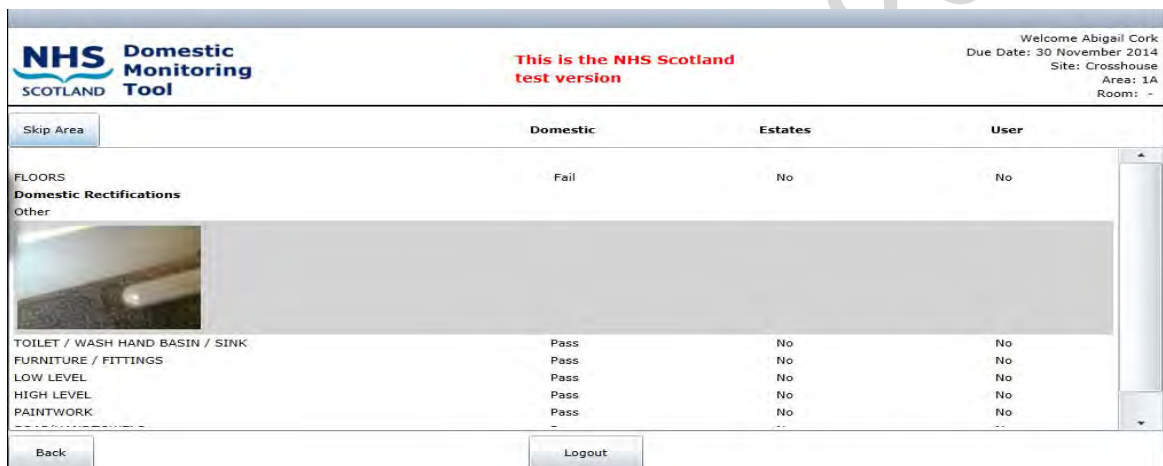 NHS
SCOTLAND
Domestic
Monitoring
Tool
This is the NHS Scotland
test version
Welcome Abigail Cork
Due Date: 30 November 2014
Site: Crosshouse
Area: 1A
Room: -
Skip Area Domestic Estates User
FLOORS Fail No No
Domestic Rectifications
Other
TOILET / WASH HAND BASIN / SINK Pass No No
FURNITURE / FITTINGS Pass No No
LOW LEVEL Pass No No
HIGH LEVEL Pass No No
PAINTWORK Pass No No
Back Logout